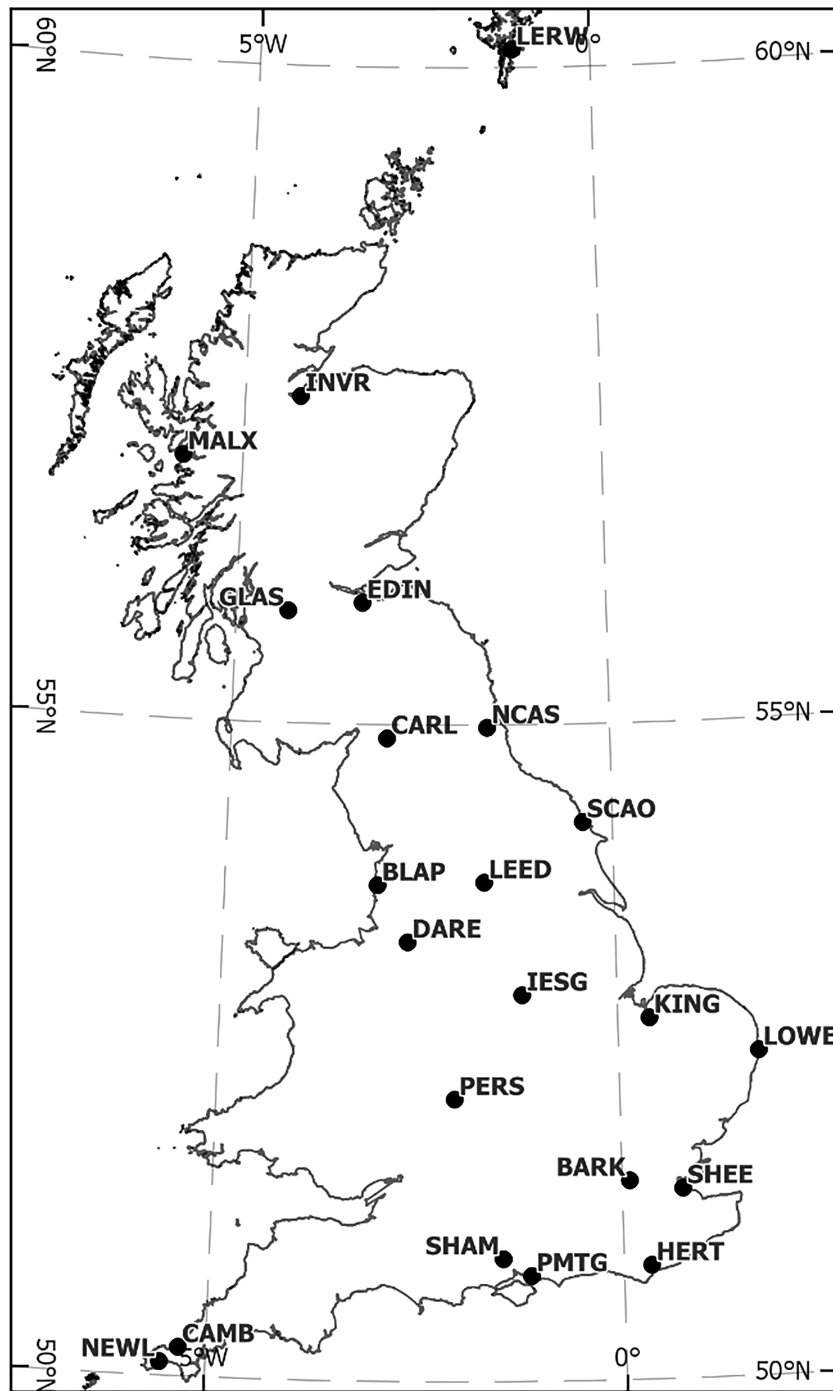 5°W
LERW
0°
60°N
60°N
INVR
MALX
GLAS
EDIN
55°N
CARL
NCAS
55°N
SCAO
BLAP
LEED
DARE
IESG
KING
LOWE
PERS
BARK
SHEE
SHAM
PMTG
HERT
NEWL
CAMB
5°W
0°
50°N
50°N